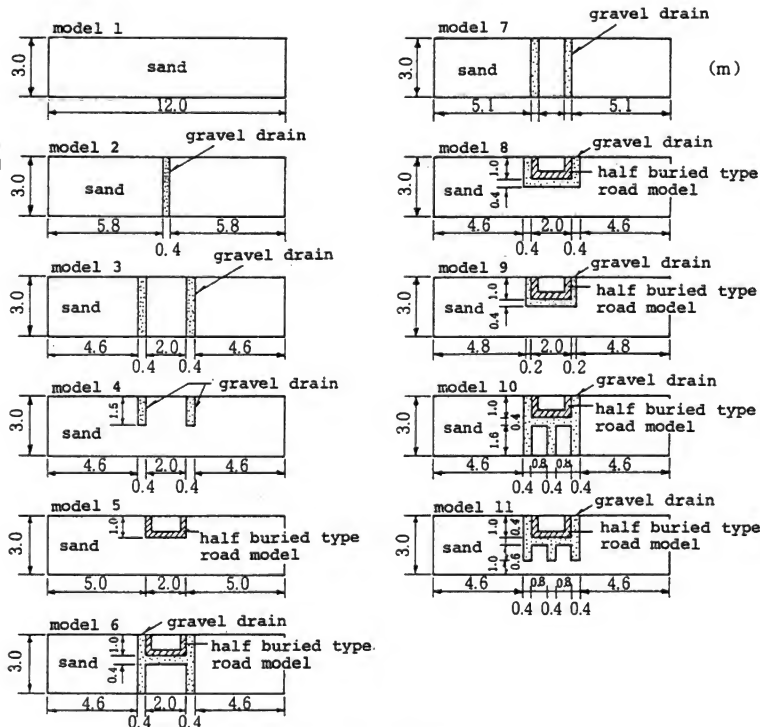 model 1
3.0
sand
12.0
gravel drain
model 2
3.0
sand
5.8
5.8
0.4
gravel drain
model 3
3.0
sand
4.6
2.0
4.6
0.4
0.4
model 4
gravel drain
3.0
1.5
sand
4.6
2.0
4.6
0.4
0.4
model 5
3.0
1.0
sand
half buried type
road model
5.0
2.0
5.0
gravel drain
model 6
3.0
1.0
0.4
sand
half buried type
road model
4.6
2.0
4.6
0.4
0.4
gravel drain
model 7
(m)
3.0
sand
5.1
5.1
gravel drain
model 8
3.0
1.0
0.4
sand
half buried type
road model
4.6
2.0
4.6
0.4
0.4
gravel drain
model 9
3.0
1.0
0.4
sand
half buried type
road model
4.8
2.0
4.8
0.2
0.2
gravel drain
model 10
3.0
1.0
0.4
1.6
sand
half buried type
road model
4.6
0.8
0.8
4.6
0.4
0.4
0.4
gravel drain
model 11
3.0
1.0
0.4
0.6
1.0
sand
half buried type
road model
4.6
0.8
0.8
4.6
0.4
0.4
0.4